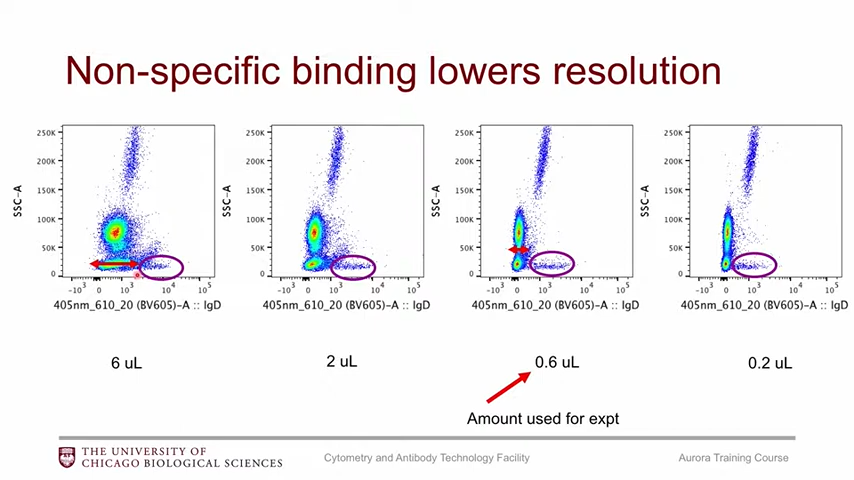 Non-specific binding lowers resolution
250K
200K
150K
100K
50K
0
SSC-A
-10³ 0 10³ 10⁴ 10⁵
405nm_610_20 (BV605)-A :: IgD
250K
200K
150K
100K
50K
0
SSC-A
-10³ 0 10³ 10⁴ 10⁵
405nm_610_20 (BV605)-A :: IgD
250K
200K
150K
100K
50K
0
SSC-A
-10³ 0 10³ 10⁴ 10⁵
405nm_610_20 (BV605)-A :: IgD
250K
200K
150K
100K
50K
0
SSC-A
-10³ 0 10³ 10⁴ 10⁵
405nm_610_20 (BV605)-A :: IgD
6 uL
2 uL
0.6 uL
0.2 uL
Amount used for expt
THE UNIVERSITY OF
CHICAGO BIOLOGICAL SCIENCES
Cytometry and Antibody Technology Facility
Aurora Training Course